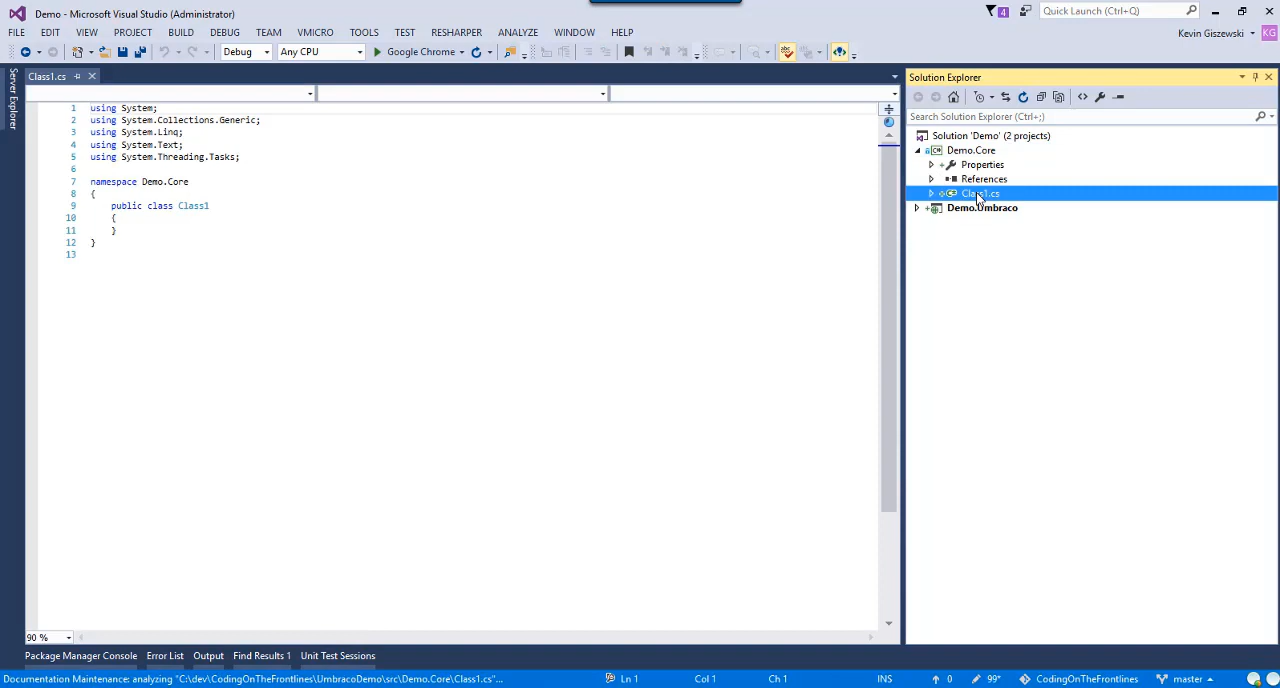 Demo - Microsoft Visual Studio (Administrator)
4
Quick Launch (Ctrl+Q)
FILE EDIT VIEW PROJECT BUILD DEBUG TEAM VMICRO TOOLS TEST RESHARPER ANALYZE WINDOW HELP
Kevin Giszewski
KG
Debug
Any CPU
Google Chrome
Server Explorer
Class1.cs
1 using System;
2 using System.Collections.Generic;
3 using System.Linq;
4 using System.Text;
5 using System.Threading.Tasks;
6
7 namespace Demo.Core
8 {
9 public class Class1
10 {
11 }
12 }
13
90 %
Solution Explorer
Search Solution Explorer (Ctrl+;)
Solution 'Demo' (2 projects)
Demo.Core
Properties
References
Class1.cs
Demo.Umbraco
Package Manager Console Error List Output Find Results 1 Unit Test Sessions
Documentation Maintenance: analyzing "C:\dev\CodingOnTheFrontlines\UmbracoDemo\src\Demo.Core\Class1.cs"...
Ln 1 Col 1 Ch 1 INS 0 99* CodingOnTheFrontlines master